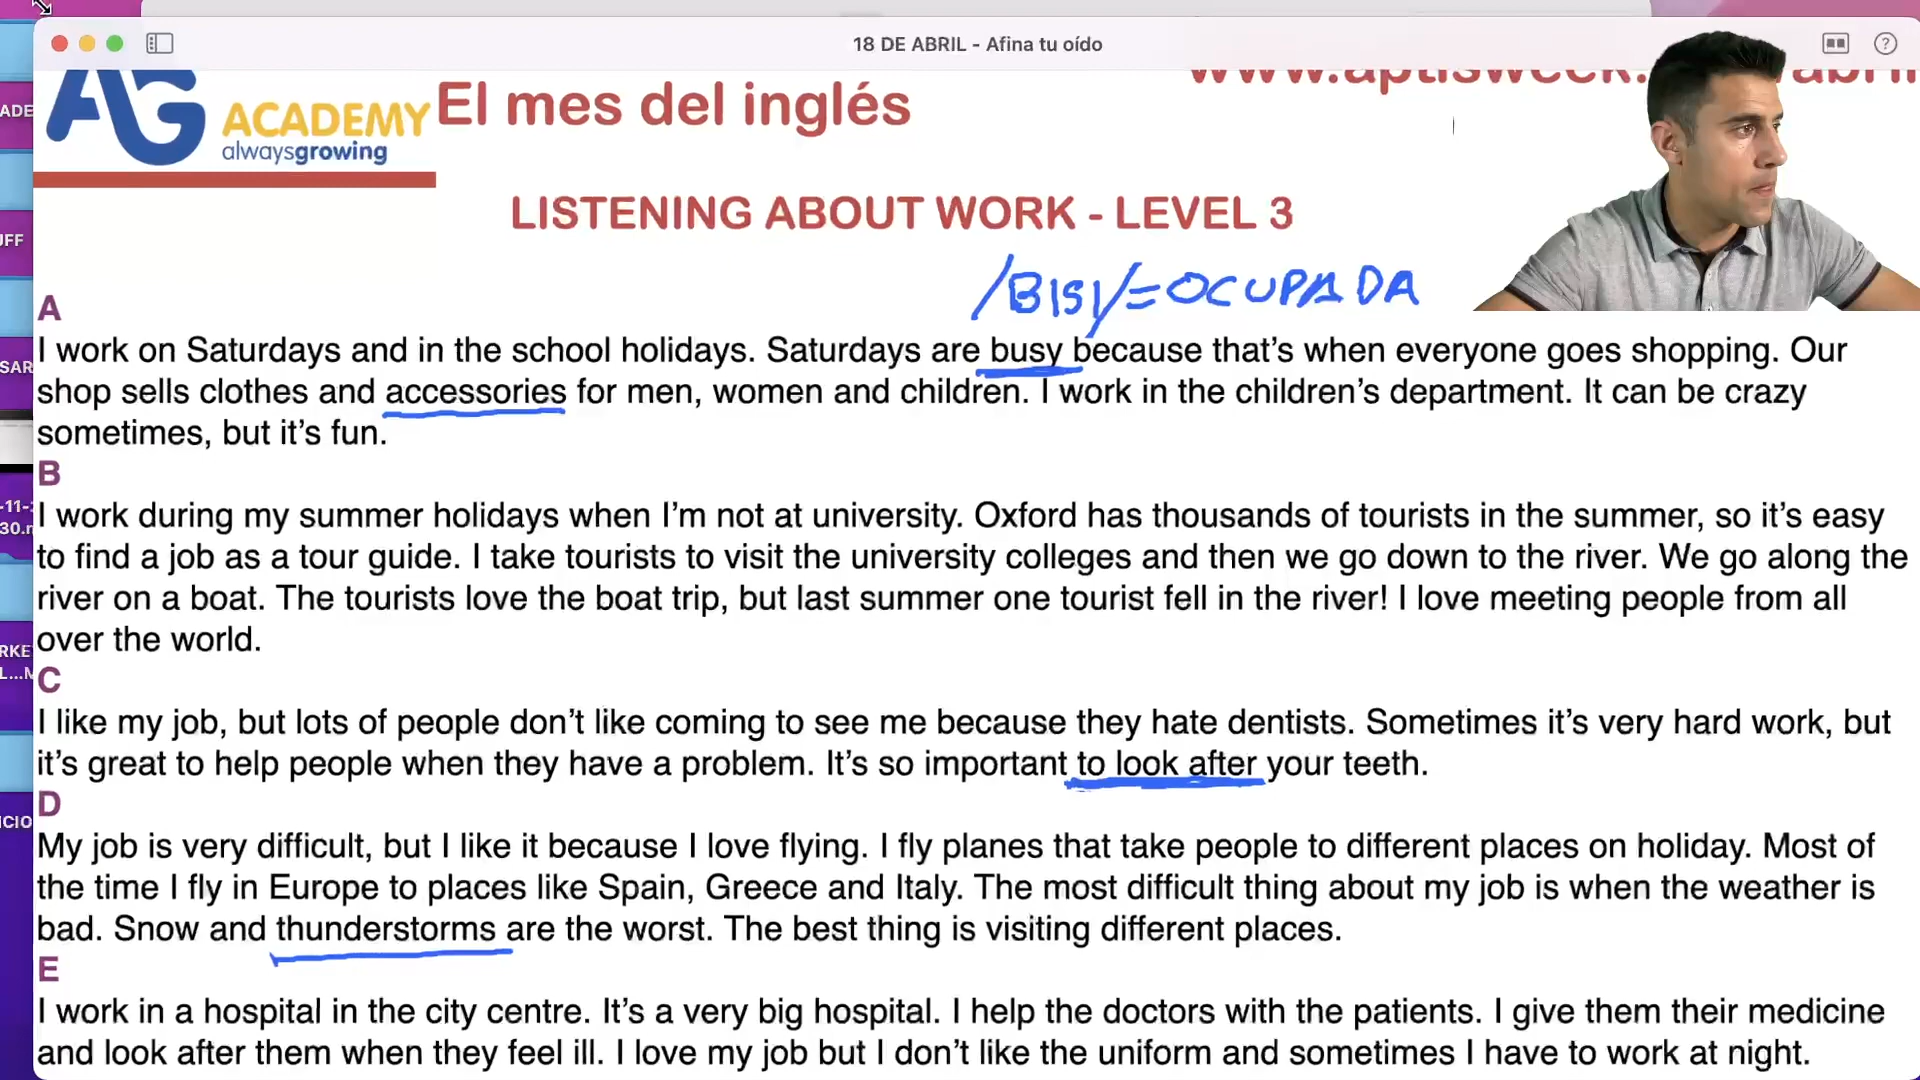 18 DE ABRIL - Afina tu oído
ACADEMY
alwaysgrowing
El mes del inglés
LISTENING ABOUT WORK - LEVEL 3
/BISI/=OCUPADA
A
I work on Saturdays and in the school holidays. Saturdays are busy because that’s when everyone goes shopping. Our
shop sells clothes and accessories for men, women and children. I work in the children’s department. It can be crazy
sometimes, but it’s fun.
B
I work during my summer holidays when I’m not at university. Oxford has thousands of tourists in the summer, so it’s easy
to find a job as a tour guide. I take tourists to visit the university colleges and then we go down to the river. We go along the
river on a boat. The tourists love the boat trip, but last summer one tourist fell in the river! I love meeting people from all
over the world.
C
I like my job, but lots of people don’t like coming to see me because they hate dentists. Sometimes it’s very hard work, but
it’s great to help people when they have a problem. It’s so important to look after your teeth.
D
My job is very difficult, but I like it because I love flying. I fly planes that take people to different places on holiday. Most of
the time I fly in Europe to places like Spain, Greece and Italy. The most difficult thing about my job is when the weather is
bad. Snow and thunderstorms are the worst. The best thing is visiting different places.
E
I work in a hospital in the city centre. It’s a very big hospital. I help the doctors with the patients. I give them their medicine
and look after them when they feel ill. I love my job but I don’t like the uniform and sometimes I have to work at night.